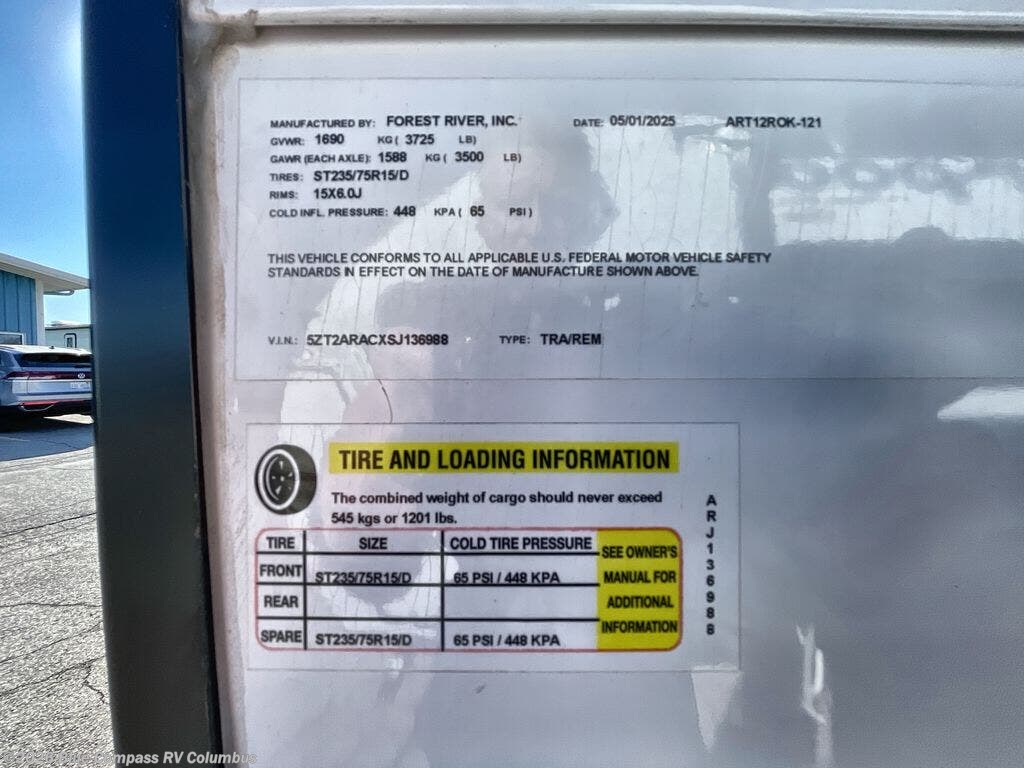 MANUFACTURED BY: FOREST RIVER, INC. DATE: 05/01/2025 ART12ROK-121
GVWR: 1690 KG ( 3725 LB)
GAWR (EACH AXLE): 1588 KG ( 3500 LB)
TIRES: ST235/75R15/D
RIMS: 15X6.0J
COLD INFL. PRESSURE: 448 KPA ( 65 PSI )
THIS VEHICLE CONFORMS TO ALL APPLICABLE U.S. FEDERAL MOTOR VEHICLE SAFETY
STANDARDS IN EFFECT ON THE DATE OF MANUFACTURE SHOWN ABOVE.
V.I.N.: 5ZT2ARACXSJ136988 TYPE: TRA/REM
TIRE AND LOADING INFORMATION
The combined weight of cargo should never exceed
545 kgs or 1201 lbs.
TIRE SIZE COLD TIRE PRESSURE
FRONT ST235/75R15/D 65 PSI / 448 KPA
REAR
SPARE ST235/75R15/D 65 PSI / 448 KPA
SEE OWNER'S
MANUAL FOR
ADDITIONAL
INFORMATION
ARJ136988
Compass RV Columbus